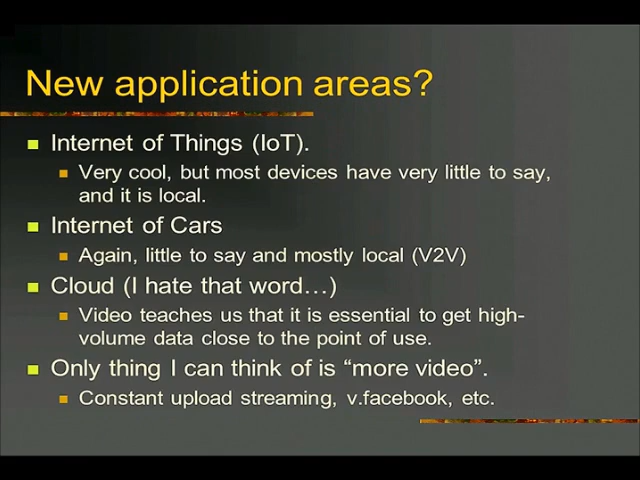 New application areas?
Internet of Things (IoT).
Very cool, but most devices have very little to say,
and it is local.
Internet of Cars
Again, little to say and mostly local (V2V)
Cloud (I hate that word…)
Video teaches us that it is essential to get high-
volume data close to the point of use.
Only thing I can think of is “more video”.
Constant upload streaming, v.facebook, etc.